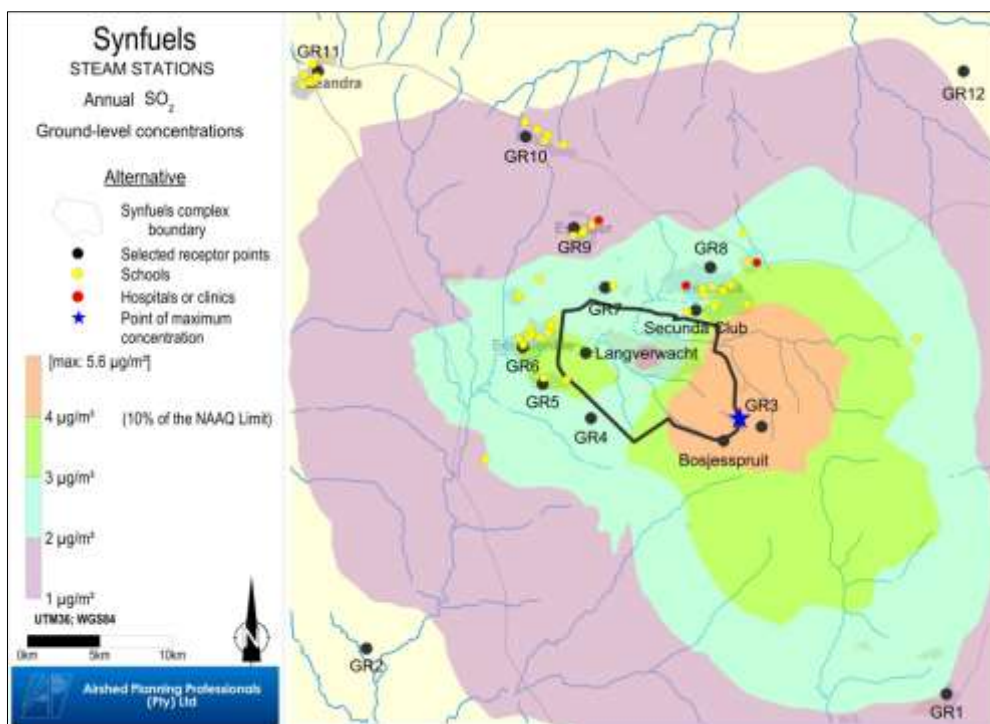 Synfuels
STEAM STATIONS
Annual SO₂
Ground-level concentrations
Alternative
Synfuels complex
boundary
Selected receptor points
Schools
Hospitals or clinics
Point of maximum
concentration
[max: 5.6 µg/m³]
4 µg/m³ (10% of the NAAQ Limit)
3 µg/m³
2 µg/m³
1 µg/m³
UTM36; WGS84
0km 5km 10km
N
Airshed Planning Professionals
(Pty) Ltd
GR11
GR12
GR10
GR9
GR8
GR7
Secunda Club
Langverwacht
GR6
GR5
GR4
GR3
Bosjesspruit
GR2
GR1